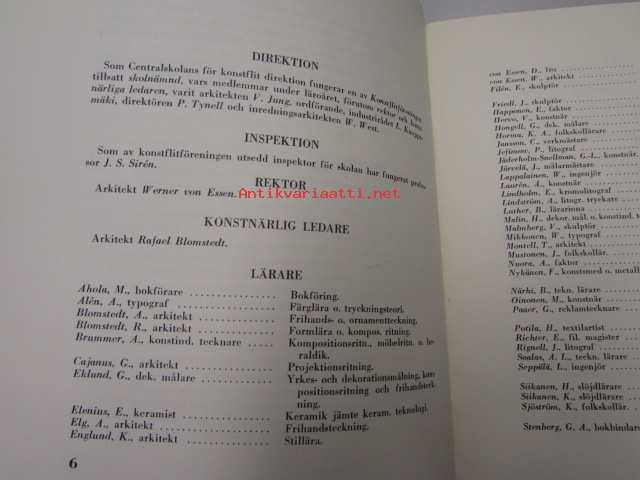 DIREKTION
Som Centralskolans för konstflit direktion fungerar en av Konstflitföreningen
tillsatt skolnämnd, vars medlemmar under läroåret, förutom rektor och konst-
närliga ledaren, varit arkitekten V. Jung, ordförande, industrirådet L.
mäki, direktören P. Tynell och inredningsarkitekten W. West.
INSPEKTION
Som av konstflitföreningen utsedd inspektor för skolan har fungerat profes-
sor J. S. Sirén.
REKTOR
Arkitekt Werner von Essen.
Antikvariaatti.net
KONSTNÄRLIG LEDARE
Arkitekt Rafael Blomstedt.
LÄRARE
Ahola, M., bokförare .............. Bokföring.
Alén, A., typograf .............. Färglära o. tryckningsteori.
Blomstedt, A., arkitekt .............. Frihands- o. ornamentteckning.
Blomstedt, R., arkitekt .............. Formlära o. kompos. ritning.
Brummer, A., konstind. tecknare ...... Kompositionsritn., möbelritn. o. he-
raldik.
Cajanus, G., arkitekt .............. Projektionsritning.
Eklund, G., dek. målare .............. Yrkes- och dekorationsmålning, kom-
positionsritning och frihandsteck-
ning.
Elenius, E., keramist .............. Keramik jämte keram. teknologi.
Elg, A., arkitekt .............. Frihandsteckning.
Englund, K., arkitekt .............. Stillära.
6
von Essen, D., fru
von Essen, W., arkitekt
Filén, E., skulptör
Friedl, J., skulptör
Happonen, E., faktor
Hervo, V., konstnär
Hongell, G., dek. målare
Horma, K. A., folkskollärare
Jansson, C., verkmästare
Jefimow, P., litograf
Jäderholm-Snellman, G.-L., konstnär
Järvelä, J., målarmästare
Lappalainen, W., ingenjör
Laurén, A., konstnär
Lindholm, E., kromolitograf
Lindström, A., litogr. tryckare
Luther, B., lärarinna
Malin, H., dekor. mål. o. konstind.
Malmberg, V., skulptör
Mikkonen, W., typograf
Montell, T., arkitekt
Mustonen, J., folkskollär.
Nuora, A., faktor
Nykänen, F., konstsmed o. metall
Närhi, B., tekn. lärare
Oinonen, M., konstnär
Paaer, G., reklamtecknare
Potila, H., textilartist
Richter, E., fil. magister
Rignell, J., litograf
Saalas, A. L., teckn. lärare
Seppälä, L., ingenjör
Siikanen, H., slöjdlärare
Siikanen, K., slöjdlärare
Sjöström, K., folkskollär.
Stenberg, G. A., bokbindare